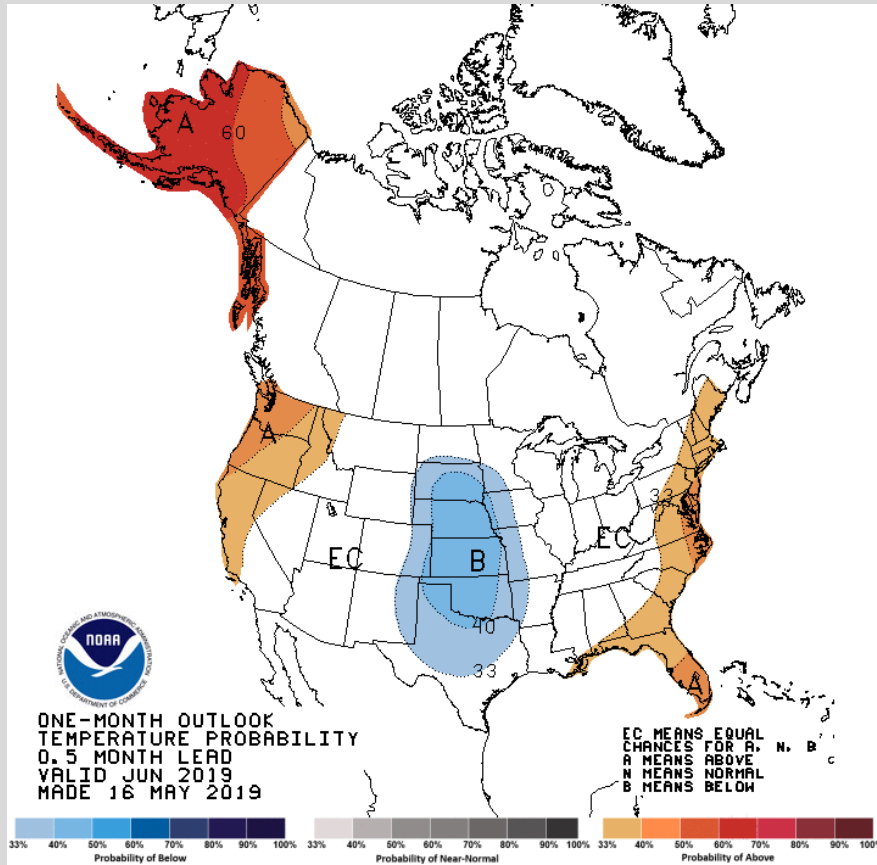 A
60
A
33
EC
EC
B
40
33
A
NOAA
NATIONAL OCEANIC AND ATMOSPHERIC ADMINISTRATION
U.S. DEPARTMENT OF COMMERCE
ONE-MONTH OUTLOOK
TEMPERATURE PROBABILITY
0.5 MONTH LEAD
VALID JUN 2019
MADE 16 MAY 2019
EC MEANS EQUAL
CHANCES FOR A, N, B
A MEANS ABOVE
N MEANS NORMAL
B MEANS BELOW
C
33% 40% 50% 60% 70% 80% 90% 100%
Probability of Below
33% 40% 50% 60% 70% 80% 90% 100%
Probability of Near-Normal
33% 40% 50% 60% 70% 80% 90% 100%
Probability of Above